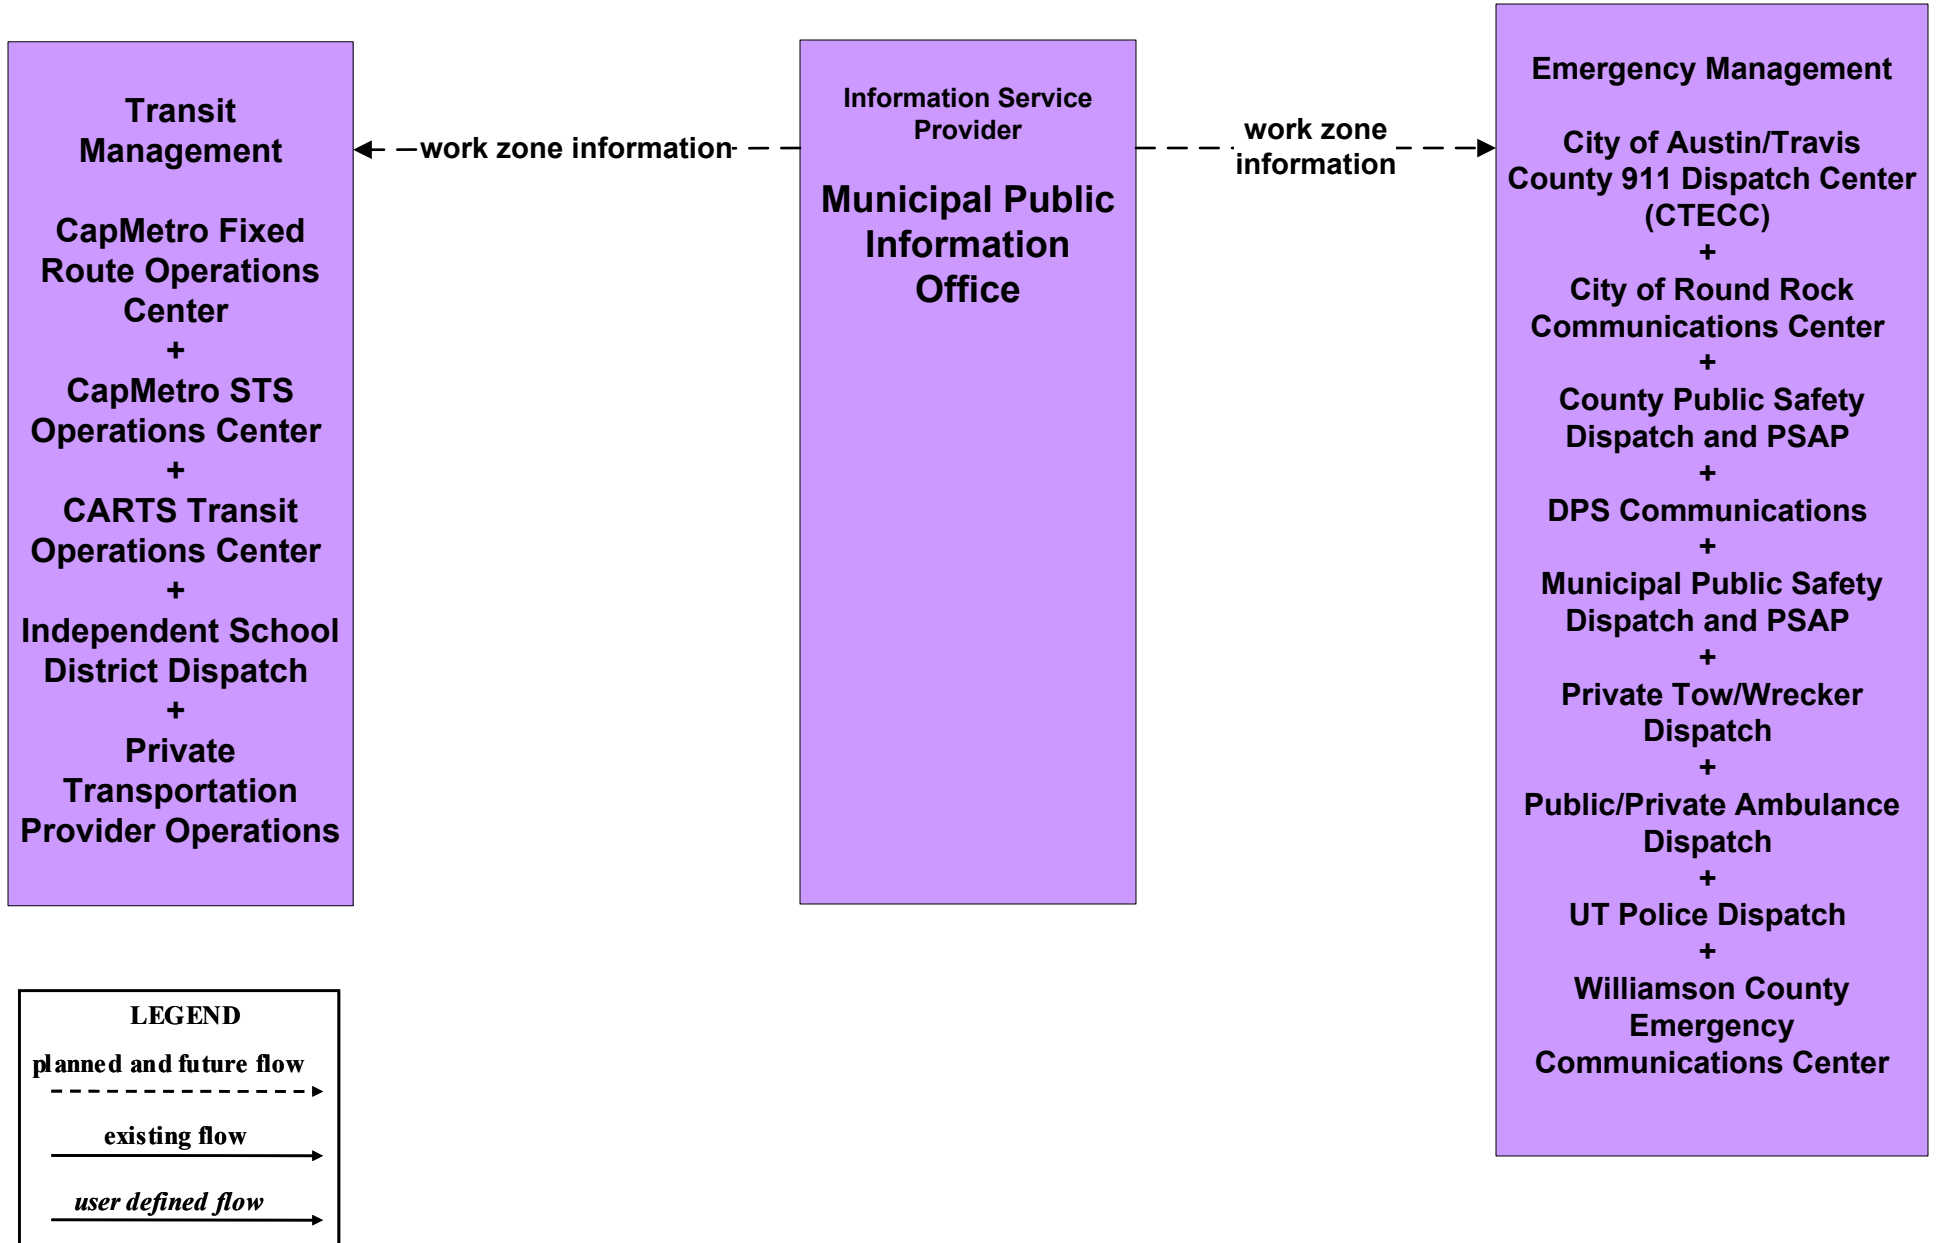 Transit
Management
CapMetro Fixed
Route Operations
Center
+
CapMetro STS
Operations Center
+
CARTS Transit
Operations Center
+
Independent School
District Dispatch
+
Private
Transportation
Provider Operations
work zone information
Information Service
Provider
Municipal Public
Information
Office
work zone
information
Emergency Management
City of Austin/Travis
County 911 Dispatch Center
(CTECC)
+
City of Round Rock
Communications Center
+
County Public Safety
Dispatch and PSAP
+
DPS Communications
+
Municipal Public Safety
Dispatch and PSAP
+
Private Tow/Wrecker
Dispatch
+
Public/Private Ambulance
Dispatch
+
UT Police Dispatch
+
Williamson County
Emergency
Communications Center
LEGEND
planned and future flow
existing flow
user defined flow